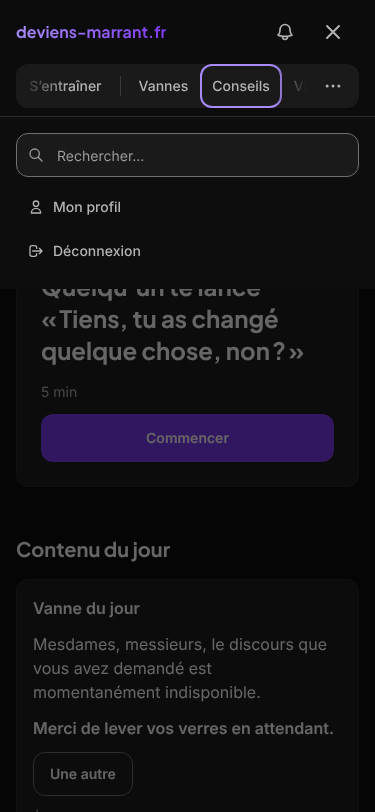 deviens-marrant.fr
S'entraîner
Vannes
Conseils
Rechercher...
Mon profil
Déconnexion
Quelqu'un te lance
« Tiens, tu as changé
quelque chose, non ? »
5 min
Commencer
Contenu du jour
Vanne du jour
Mesdames, messieurs, le discours que
vous avez demandé est
momentanément indisponible.
Merci de lever vos verres en attendant.
Une autre